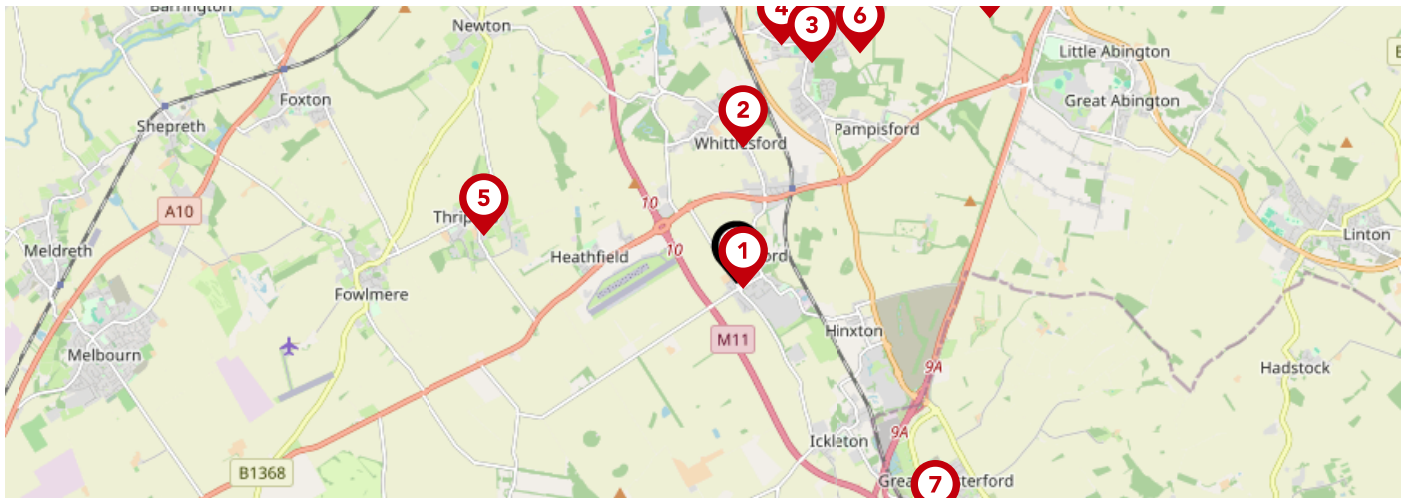 Barrington
Newton
4
3
6
Little Abington
Great Abington
Foxton
Shepreth
2
Whittlesford
Pampisford
5
A10
10
Meldreth
Heathfield
10
1
Linton
Fowlmere
M11
Hinxton
Melbourn
9A
Hadstock
9A
Ickleton
B1368
7